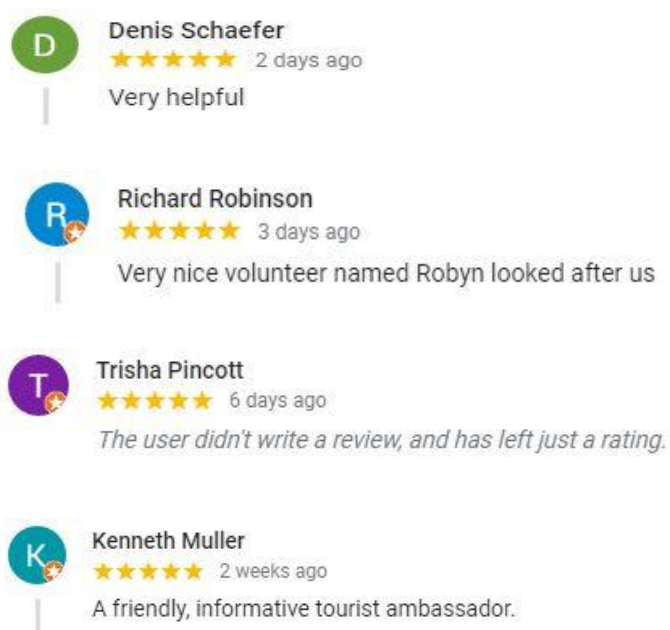 D
Denis Schaefer
2 days ago
Very helpful
R
Richard Robinson
3 days ago
Very nice volunteer named Robyn looked after us
T
Trisha Pincott
6 days ago
The user didn't write a review, and has left just a rating.
K
Kenneth Muller
2 weeks ago
A friendly, informative tourist ambassador.